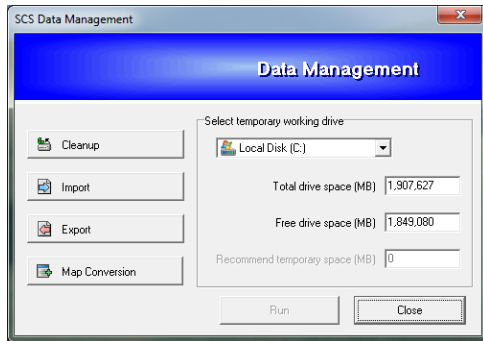 SCS Data Management
Data Management
Cleanup
Import
Export
Map Conversion
Select temporary working drive
Local Disk (C:)
Total drive space (MB) 1,907,627
Free drive space (MB) 1,849,080
Recommend temporary space (MB) 0
Run
Close